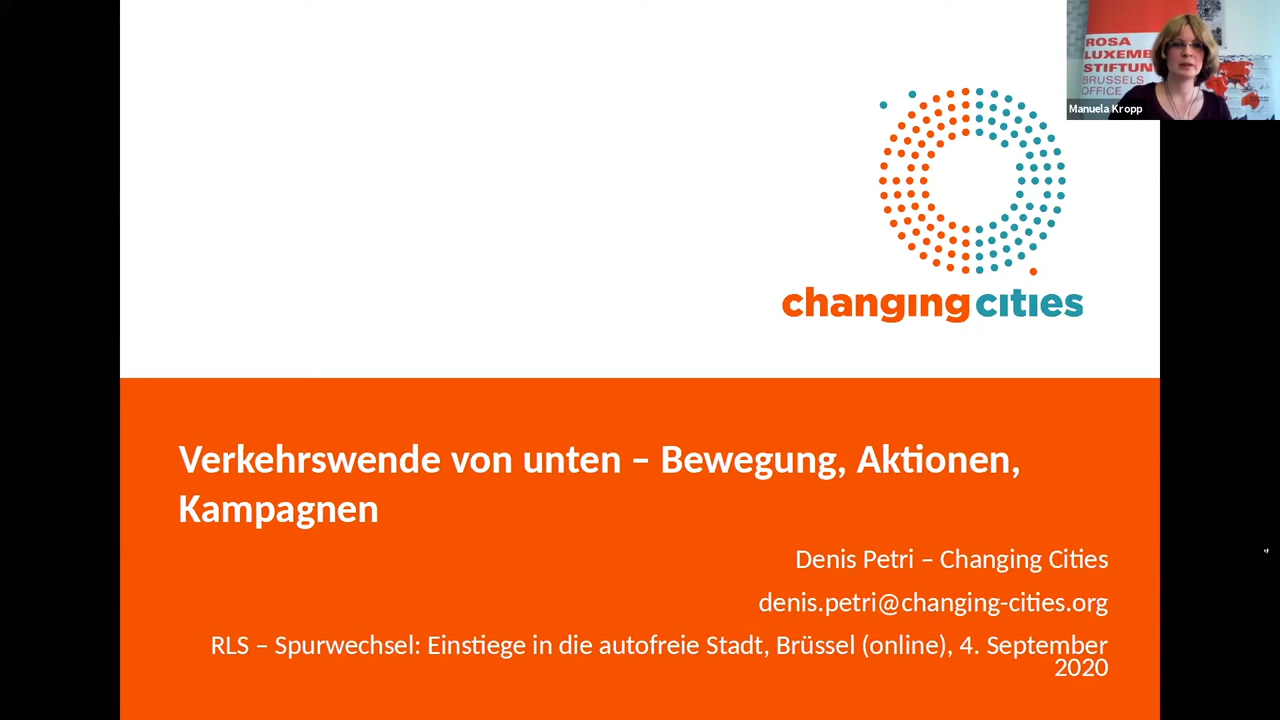 ROSA
LUXEMB
STIFTUN
BRUSSELS
OFFICE
Manuela Kropp
changing cities
Verkehrswende von unten – Bewegung, Aktionen,
Kampagnen
Denis Petri – Changing Cities
denis.petri@changing-cities.org
RLS – Spurwechsel: Einstiege in die autofreie Stadt, Brüssel (online), 4. September
2020